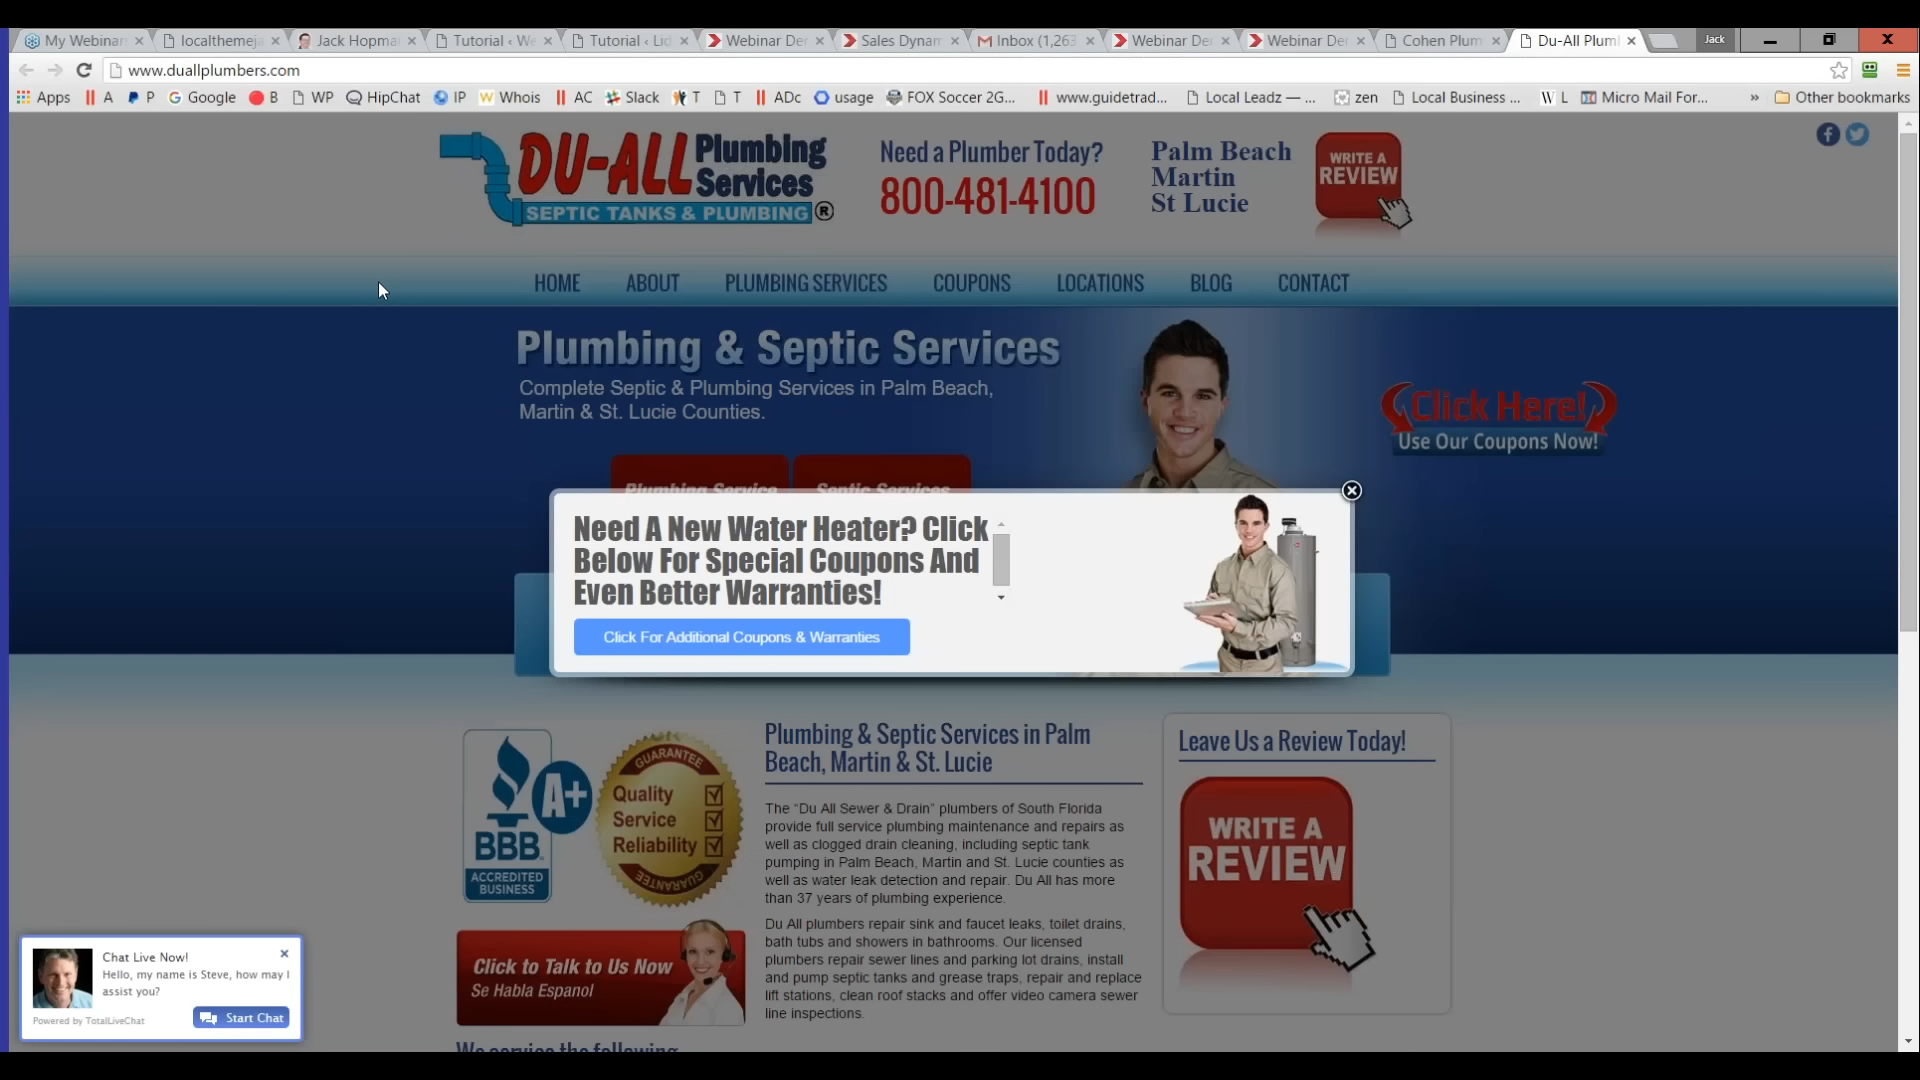 My Webinar
localthemeja
Jack Hopma
Tutorial ‹ We
Tutorial ‹ Lid
Webinar De
Sales Dynam
Inbox (1,263
Webinar De
Webinar De
Cohen Plum
Du-All Plum
Jack
www.duallplumbers.com
Apps
A
P
Google
B
WP
HipChat
IP
Whois
AC
Slack
T
T
ADc
usage
FOX Soccer 2G...
www.guidetrad...
Local Leadz — ...
zen
Local Business ...
W L
Micro Mail For...
»
Other bookmarks
DU-ALL Plumbing Services
SEPTIC TANKS & PLUMBING ®
Need a Plumber Today?
800-481-4100
Palm Beach
Martin
St Lucie
WRITE A
REVIEW
HOME
ABOUT
PLUMBING SERVICES
COUPONS
LOCATIONS
BLOG
CONTACT
Plumbing & Septic Services
Complete Septic & Plumbing Services in Palm Beach,
Martin & St. Lucie Counties.
Click Here!
Use Our Coupons Now!
Plumbing Service
Septic Services
Need A New Water Heater? Click
Below For Special Coupons And
Even Better Warranties!
Click For Additional Coupons & Warranties
A+
BBB
ACCREDITED
BUSINESS
GUARANTEE
Quality
Service
Reliability
GUARANTEE
Click to Talk to Us Now
Se Habla Espanol
We service the following
Plumbing & Septic Services in Palm
Beach, Martin & St. Lucie
The “Du All Sewer & Drain” plumbers of South Florida
provide full service plumbing maintenance and repairs as
well as clogged drain cleaning, including septic tank
pumping in Palm Beach, Martin and St. Lucie counties as
well as water leak detection and repair. Du All has more
than 37 years of plumbing experience.
Du All plumbers repair sink and faucet leaks, toilet drains,
bath tubs and showers in bathrooms. Our licensed
plumbers repair sewer lines and parking lot drains, install
and pump septic tanks and grease traps, repair and replace
lift stations, clean roof stacks and offer video camera sewer
line inspections.
Leave Us a Review Today!
WRITE A
REVIEW
Chat Live Now!
Hello, my name is Steve, how may I
assist you?
Powered by TotalLiveChat
Start Chat